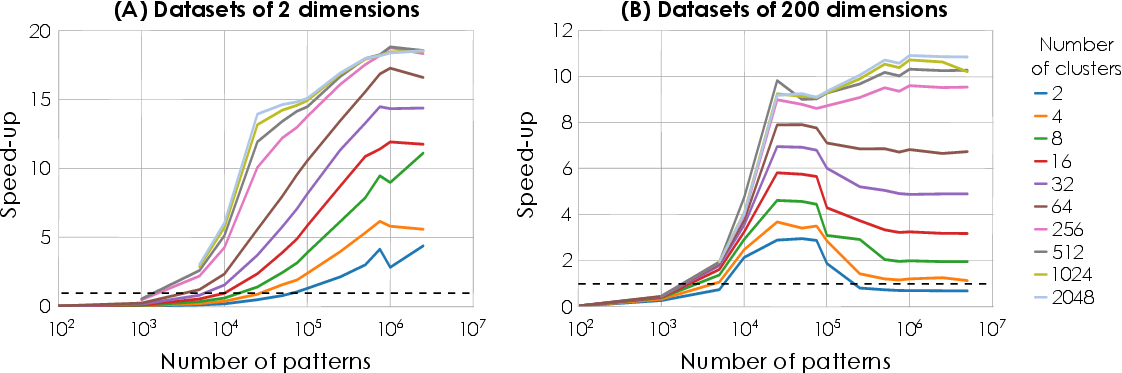 (A) Datasets of 2 dimensions
20
15
10
5
0
Speed-up
10^2 10^3 10^4 10^5 10^6 10^7
Number of patterns
(B) Datasets of 200 dimensions
12
10
8
6
4
2
0
Speed-up
10^2 10^3 10^4 10^5 10^6 10^7
Number of patterns
Number
of clusters
2
4
8
16
32
64
256
512
1024
2048